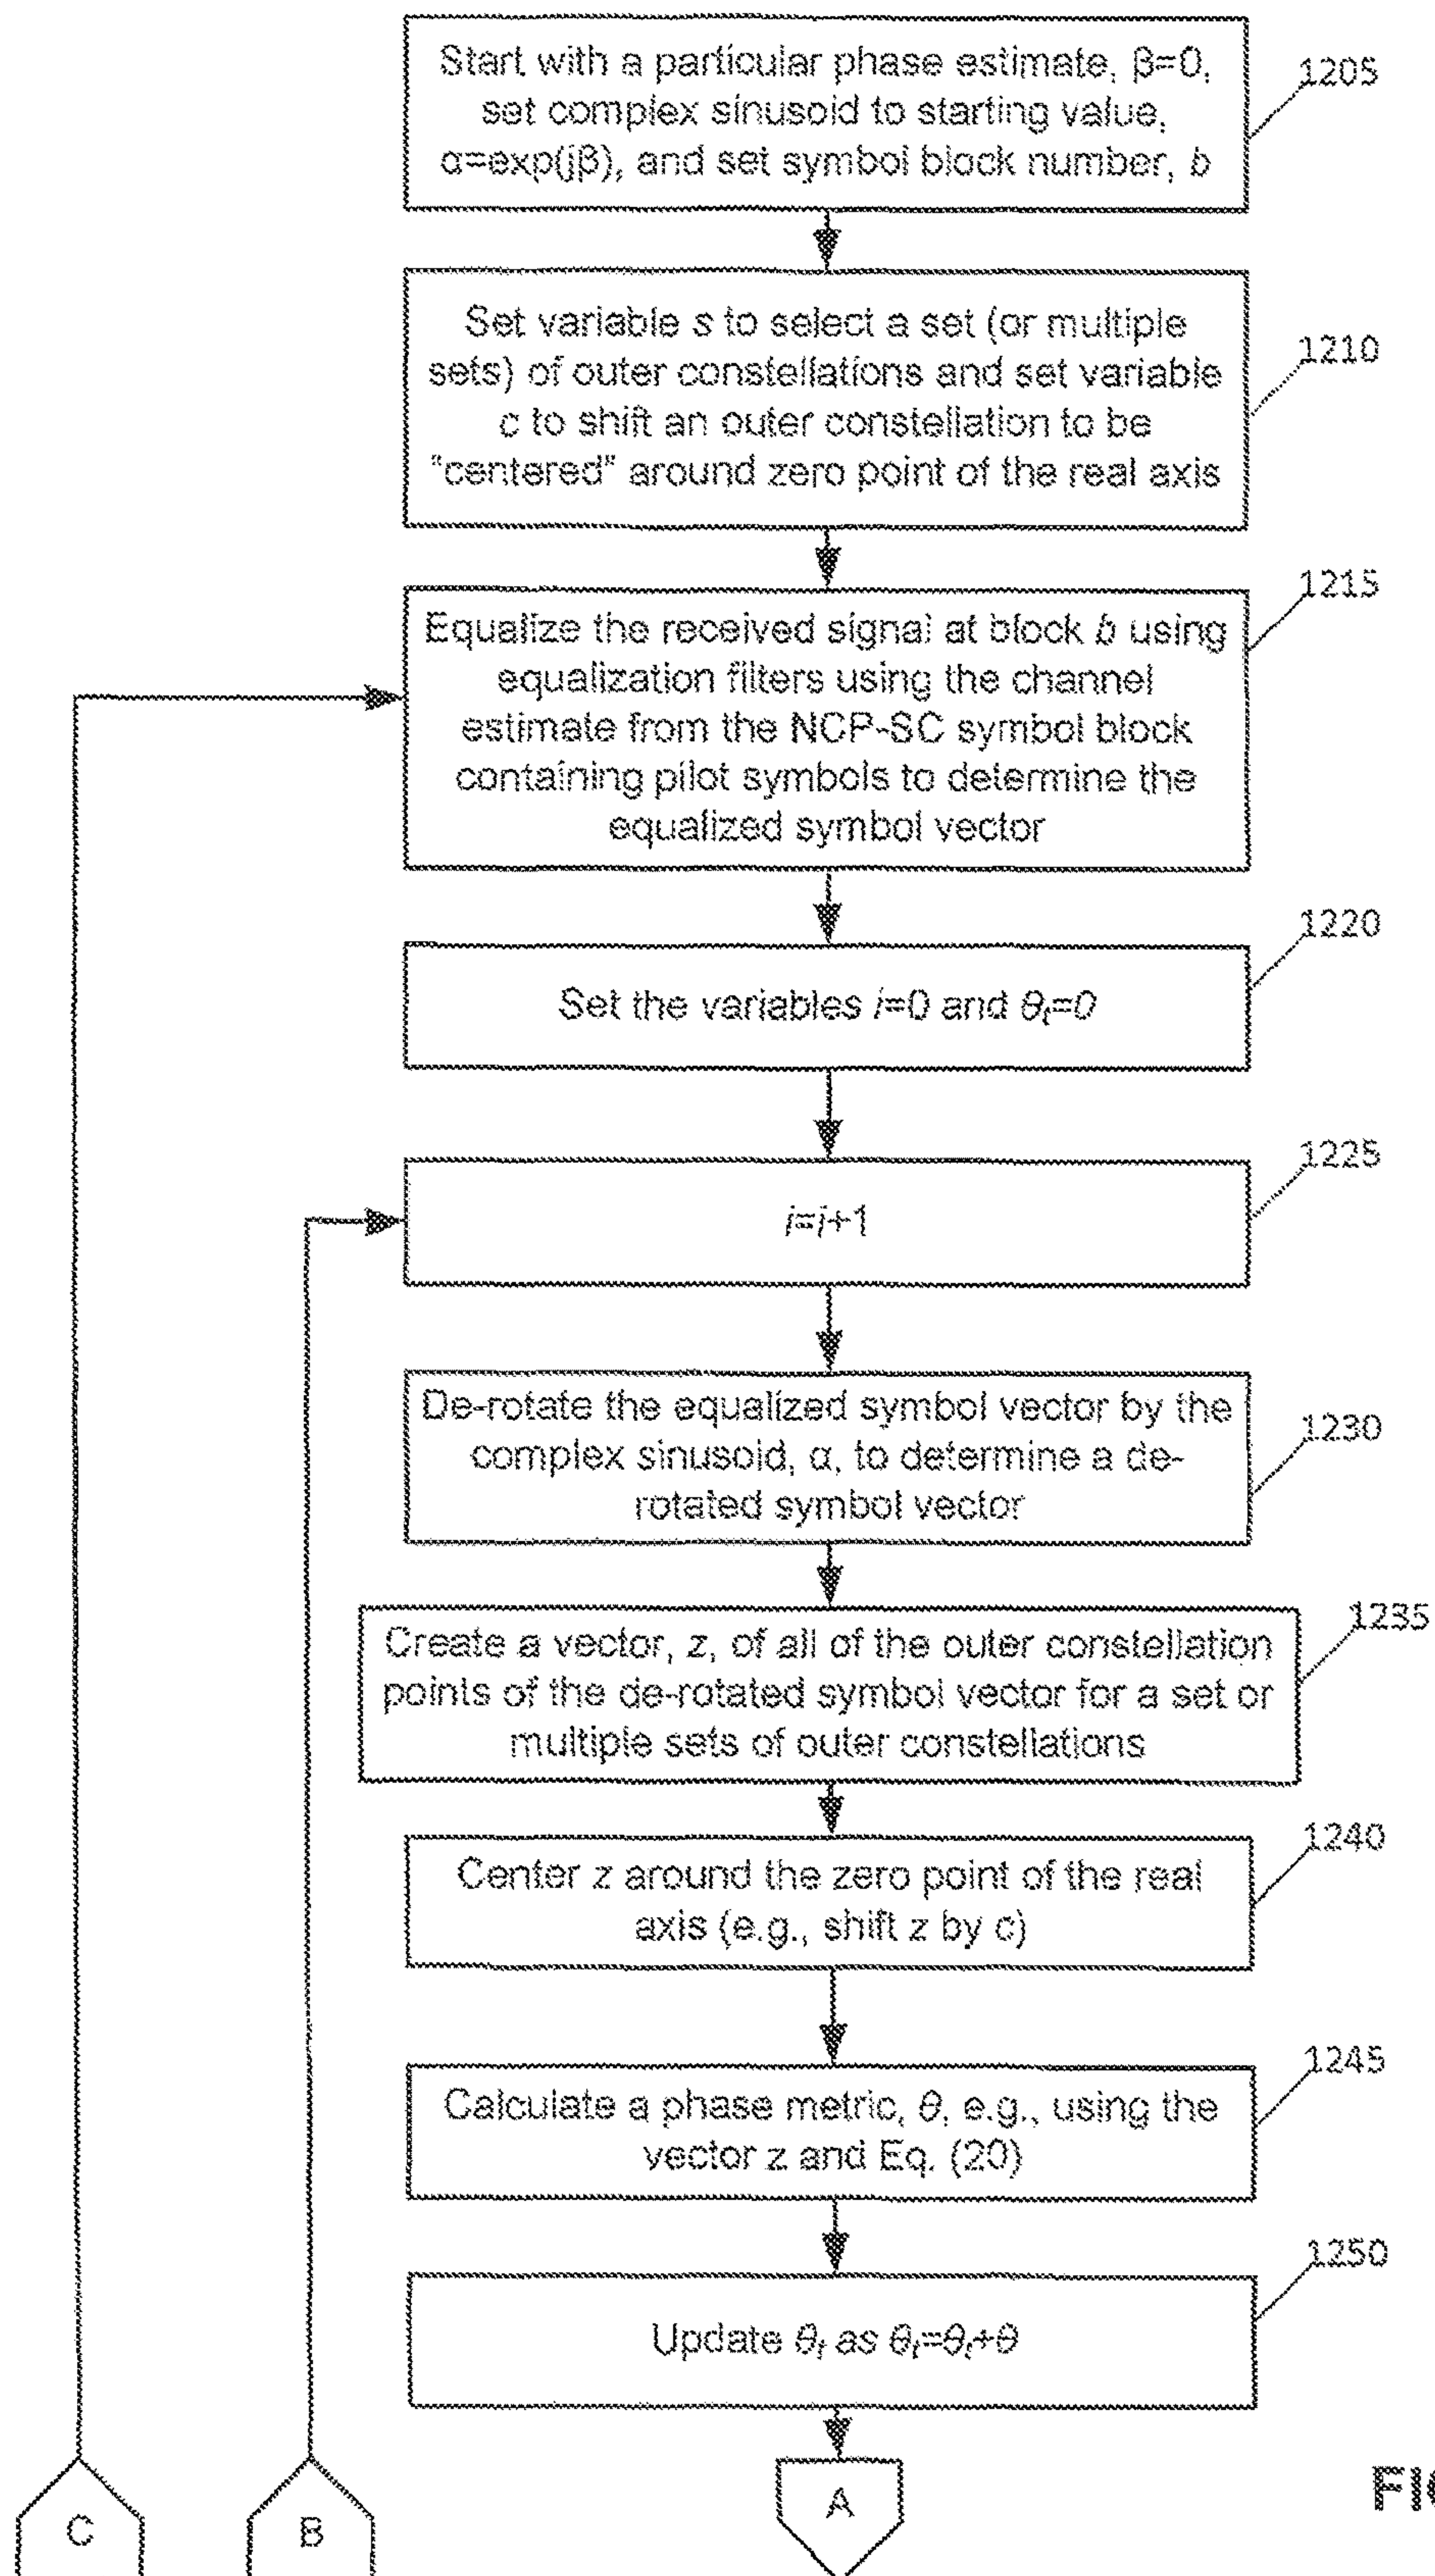 Start with a particular phase estimate, β=0,
set complex sinusoid to starting value,
α=exp(jβ), and set symbol block number, b
1205
Set variable s to select a set (or multiple
sets) of outer constellations and set variable
c to shift an outer constellation to be
"centered" around zero point of the real axis
1210
Equalize the received signal at block b using
equalization filters using the channel
estimate from the NCP-SC symbol block
containing pilot symbols to determine the
equalized symbol vector
1215
Set the variables i=0 and θt=0
1220
i=i+1
1225
De-rotate the equalized symbol vector by the
complex sinusoid, α, to determine a de-
rotated symbol vector
1230
Create a vector, z, of all of the outer constellation
points of the de-rotated symbol vector for a set or
multiple sets of outer constellations
1235
Center z around the zero point of the real
axis (e.g., shift z by c)
1240
Calculate a phase metric, θ, e.g., using the
vector z and Eq. (20)
1245
Update θt as θt=θt+θ
1250
C
B
A
FIG